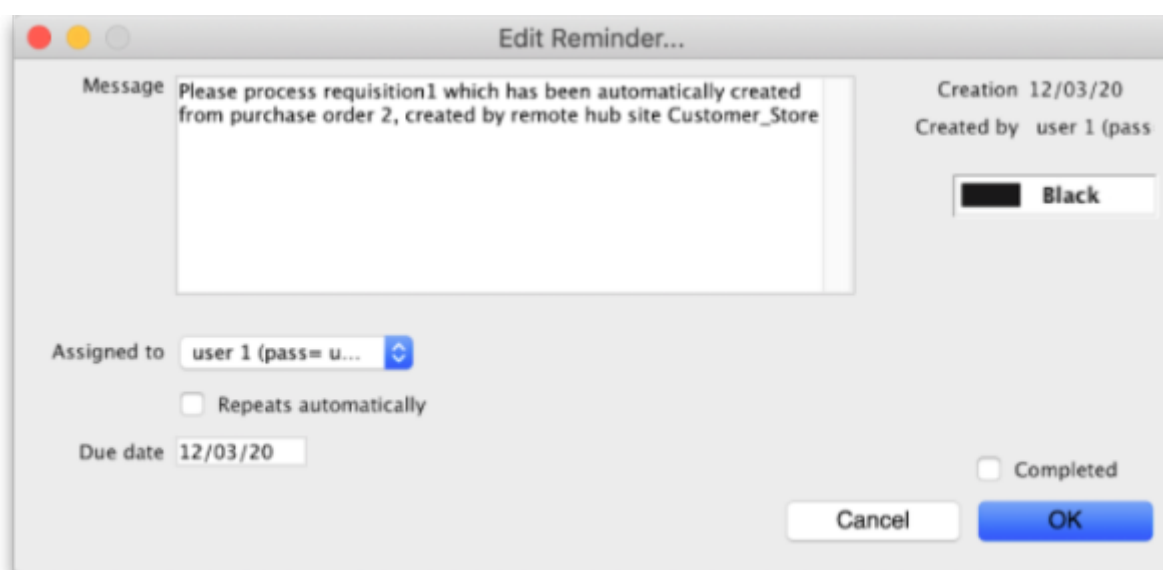 Edit Reminder...
Message
Please process requisition1 which has been automatically created
from purchase order 2, created by remote hub site Customer_Store
Creation 12/03/20
Created by user 1 (pass
Black
Assigned to user 1 (pass= u...
Repeats automatically
Due date 12/03/20
Completed
Cancel
OK